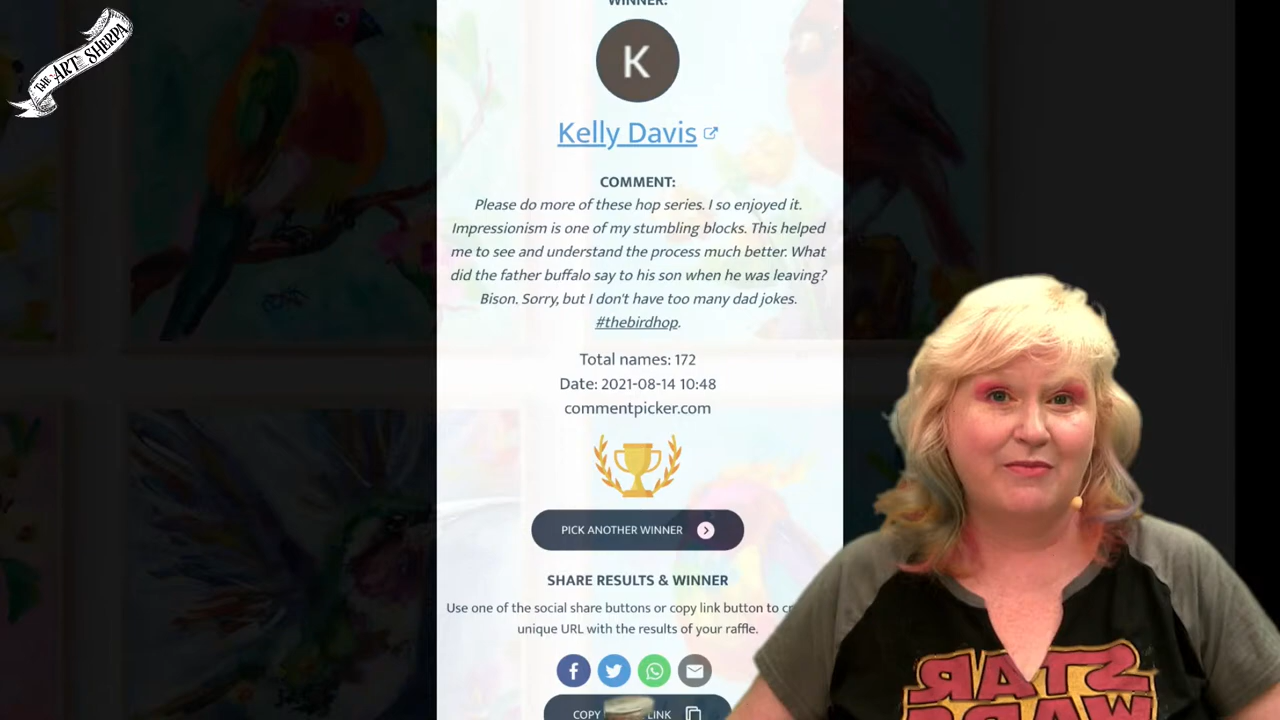 THE ART SHERPA
WINNER:
K
Kelly Davis
COMMENT:
Please do more of these hop series. I so enjoyed it.
Impressionism is one of my stumbling blocks. This helped
me to see and understand the process much better. What
did the father buffalo say to his son when he was leaving?
Bison. Sorry, but I don't have too many dad jokes.
#thebirdhop.
Total names: 172
Date: 2021-08-14 10:48
commentpicker.com
PICK ANOTHER WINNER
SHARE RESULTS & WINNER
Use one of the social share buttons or copy link button to
unique URL with the results of your raffle.
COPY LINK
STAR
WARS